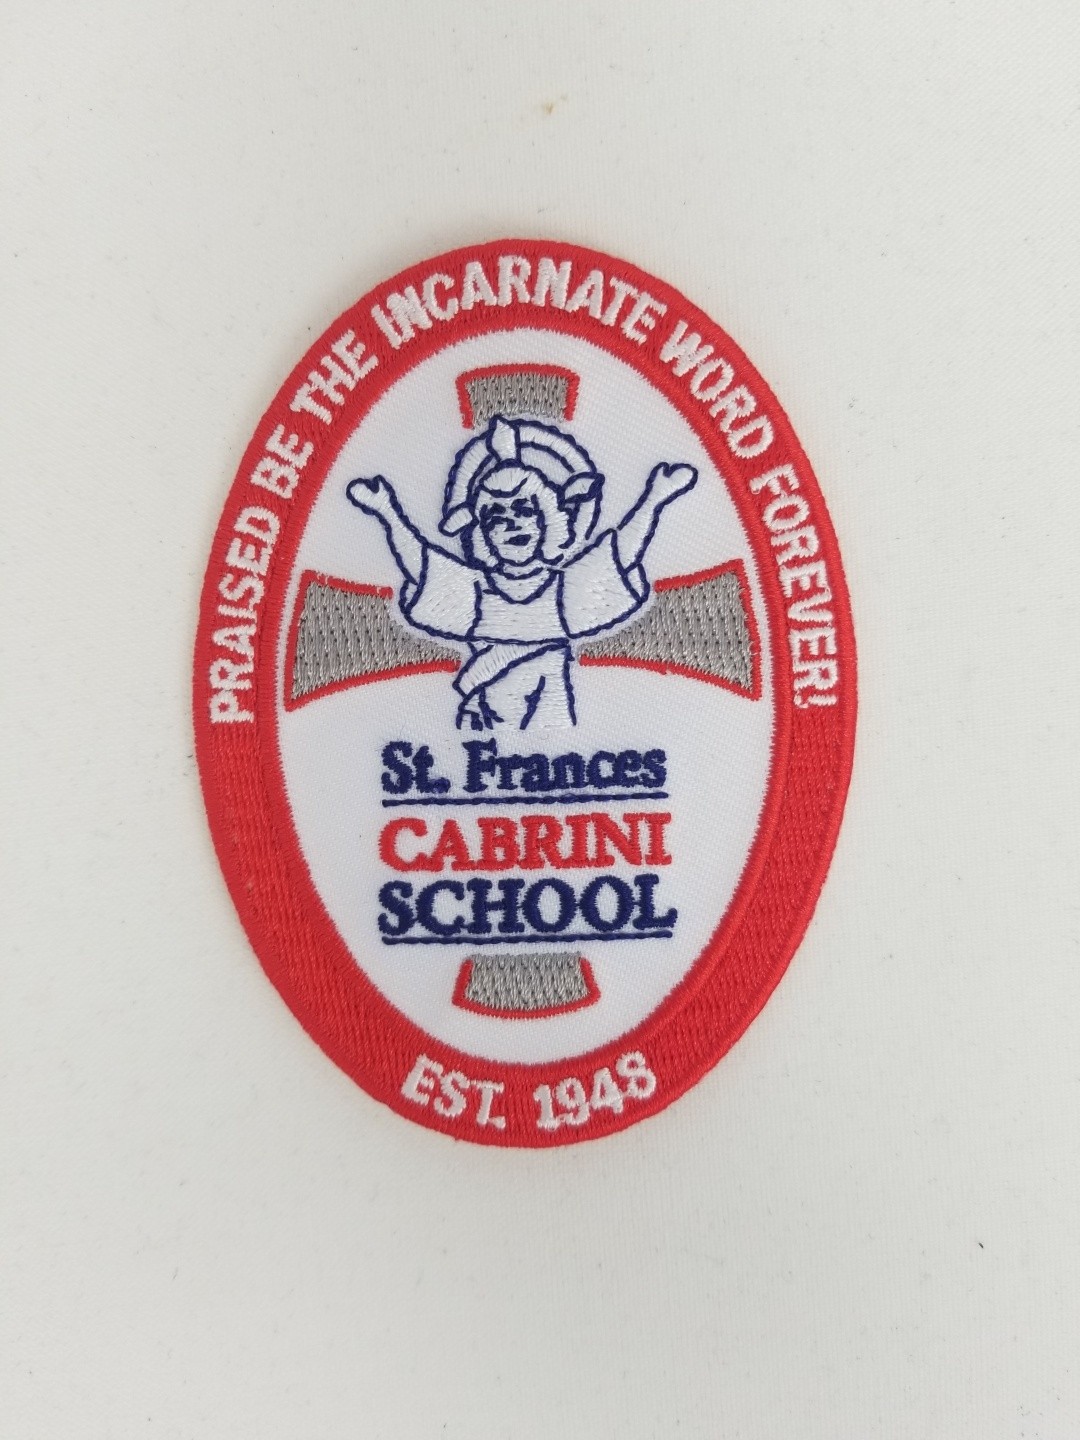 PRAISED BE THE INCARNATE WORD FOREVER!
St. Frances
CABRINI
SCHOOL
EST. 1948